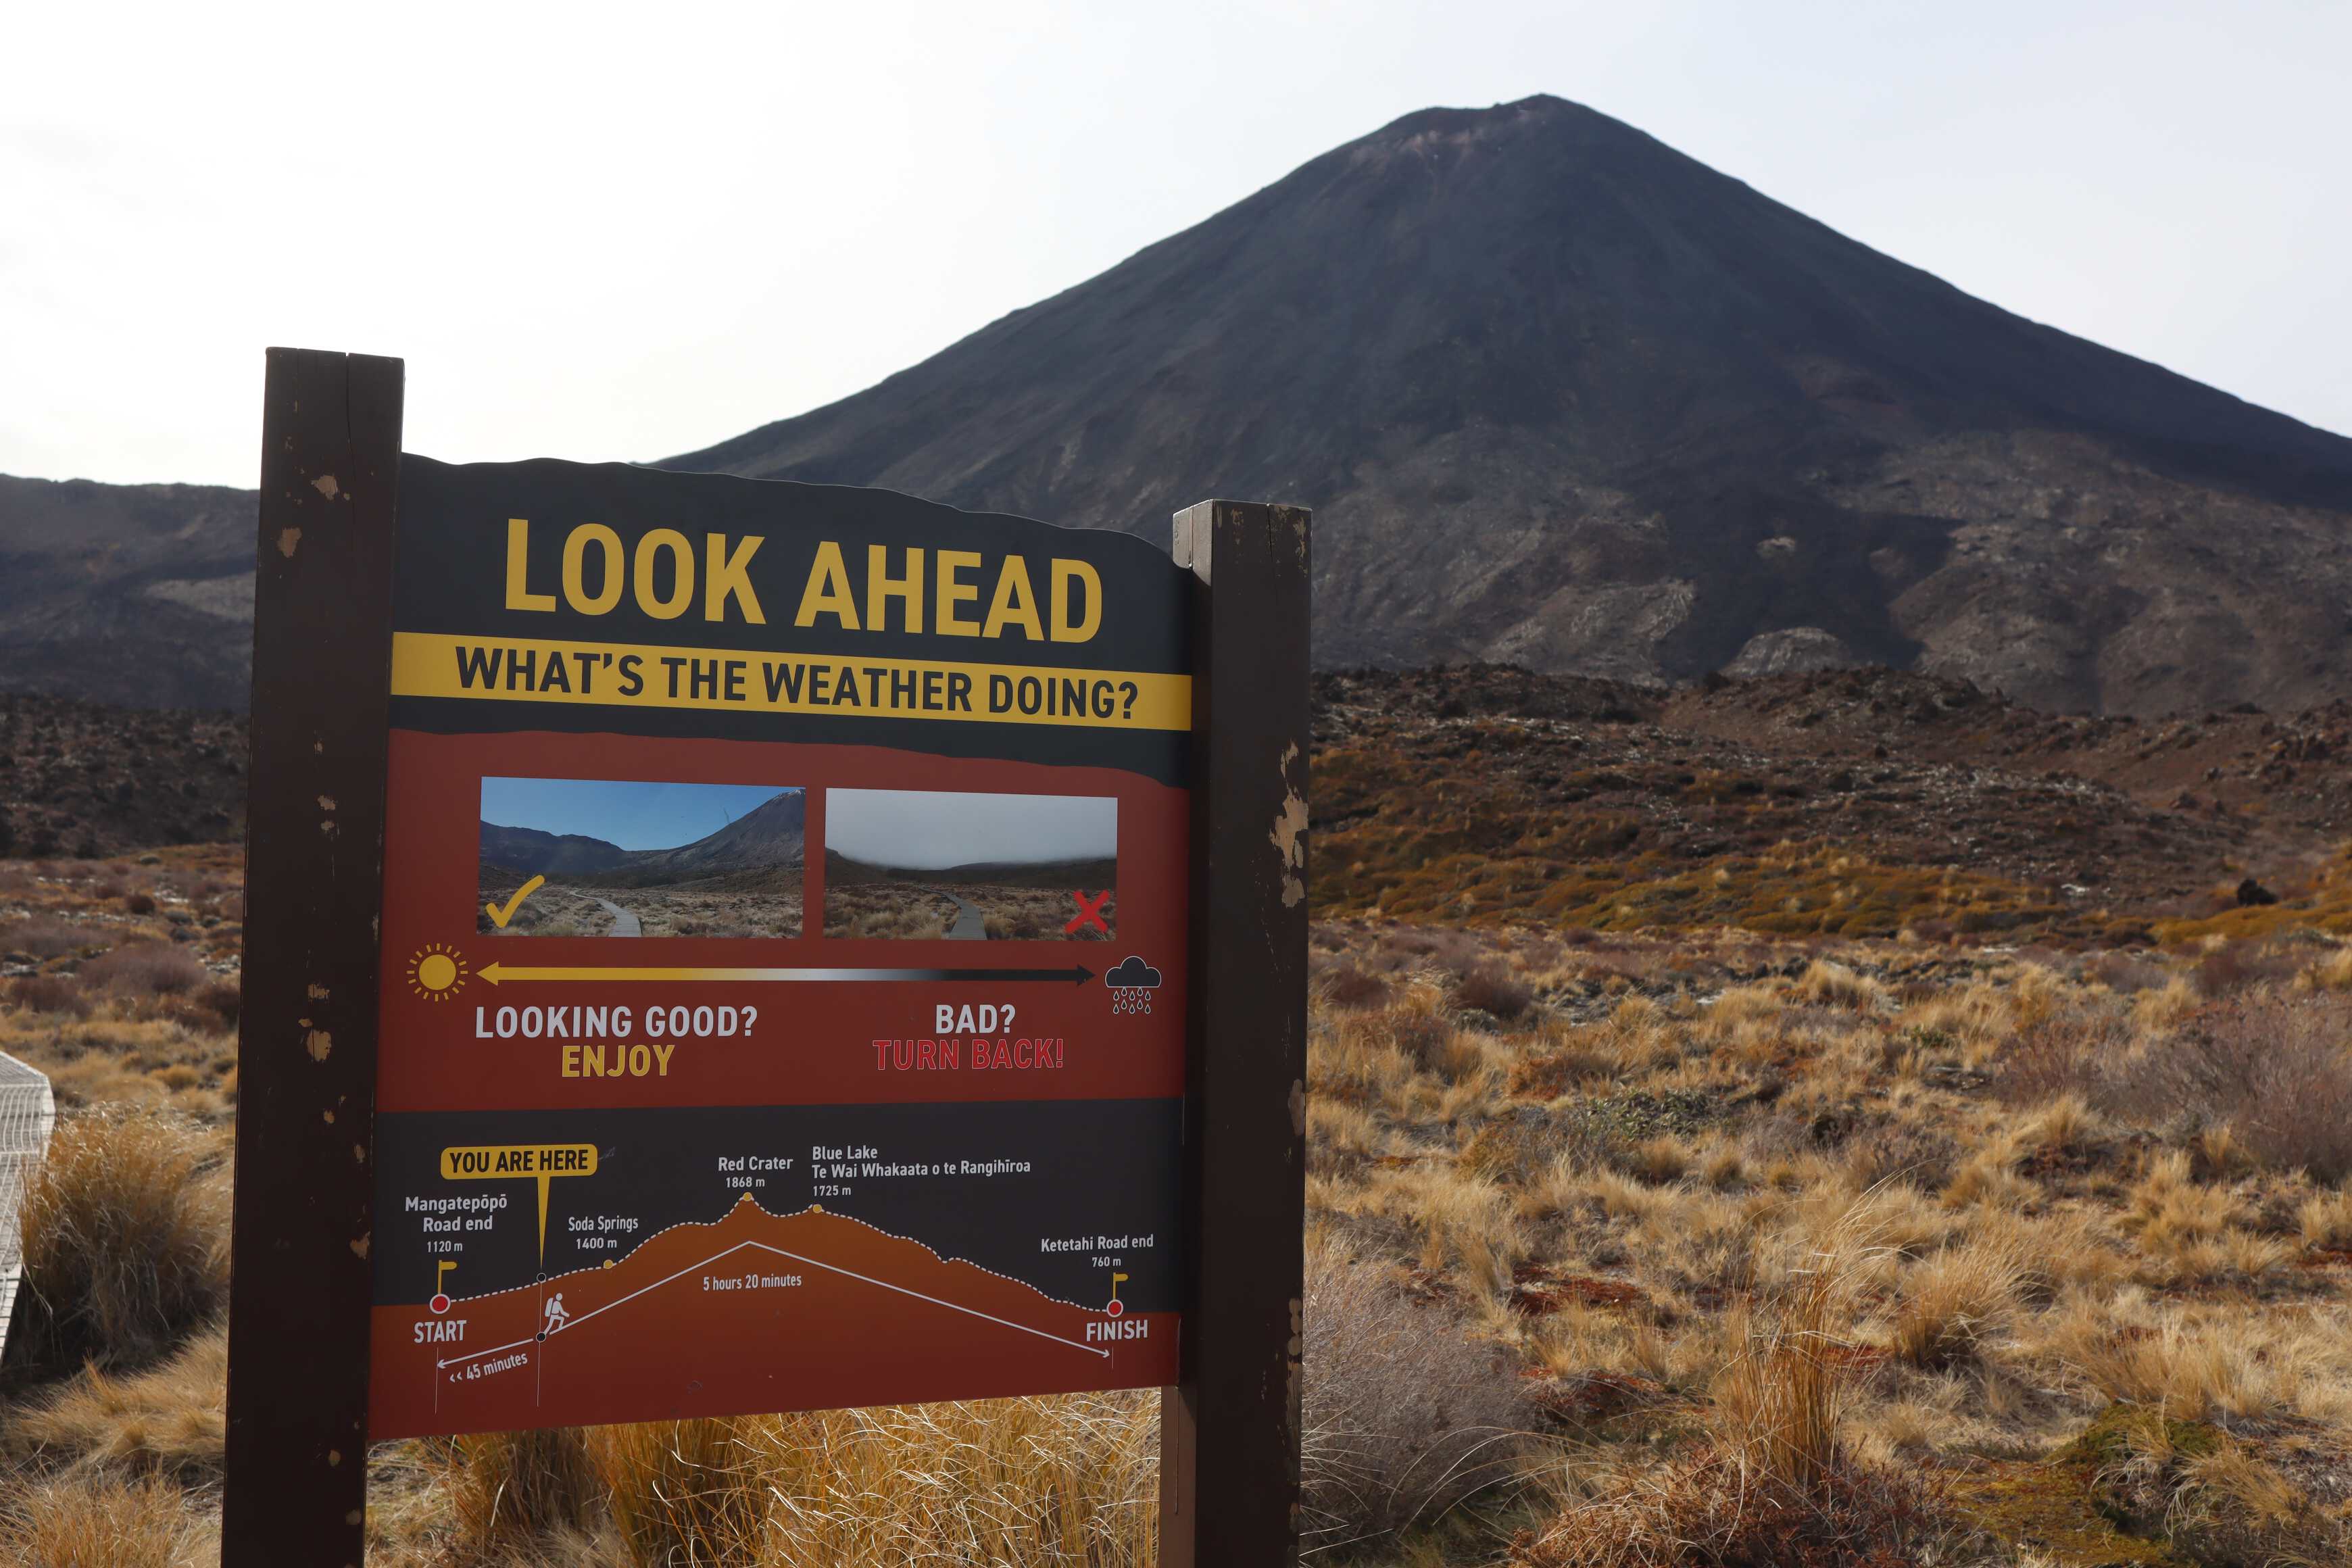 LOOK AHEAD
WHAT'S THE WEATHER DOING?
LOOKING GOOD?
ENJOY
BAD?
TURN BACK!
YOU ARE HERE
Mangatepōpō
Road end
1120 m
Soda Springs
1400 m
Red Crater
1868 m
Blue Lake
Te Wai Whakaata o te Rangihīroa
1725 m
Ketetahi Road end
760 m
5 hours 20 minutes
START
FINISH
<< 45 minutes